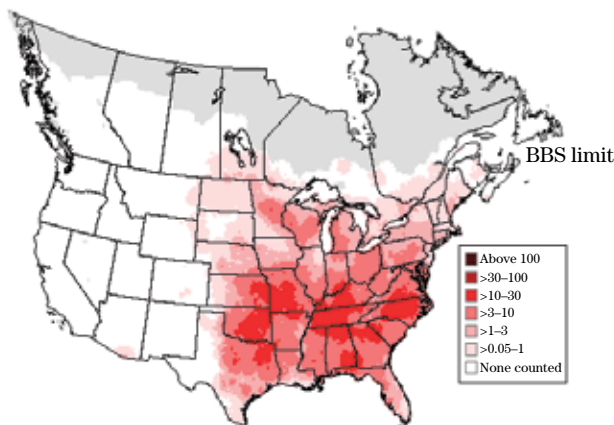 BBS limit
Above 100
>30–100
>10–30
>3–10
>1–3
>0.05–1
None counted